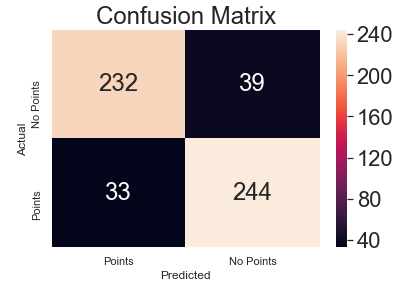 Confusion Matrix
No Points
Points
Actual
232
39
33
244
Points
No Points
Predicted
240
200
160
120
80
40